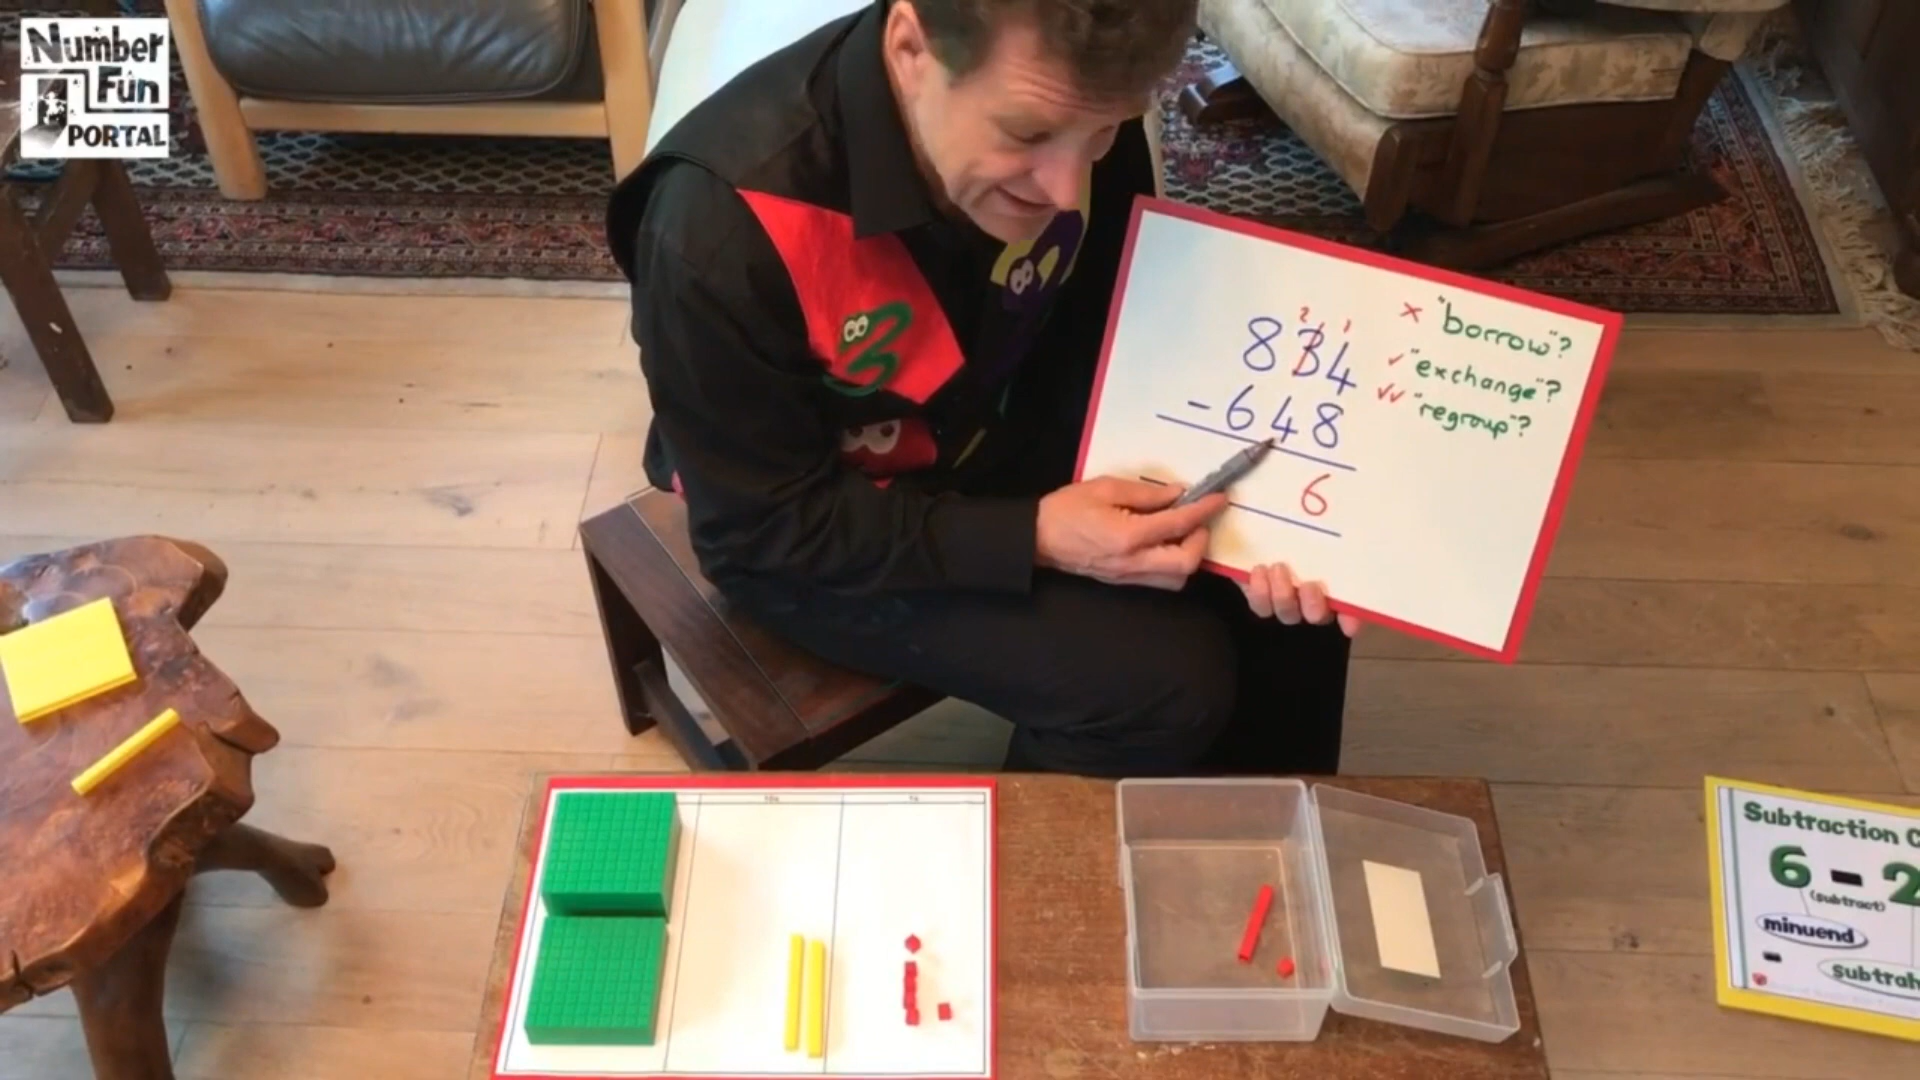 Number
Fun
PORTAL
2 1
834
- 648
6
× "borrow"?
✓ "exchange"?
✓✓ "regroup"?
10s 1s
Subtraction C
6 - 2
(subtract)
minuend
-
subtrah